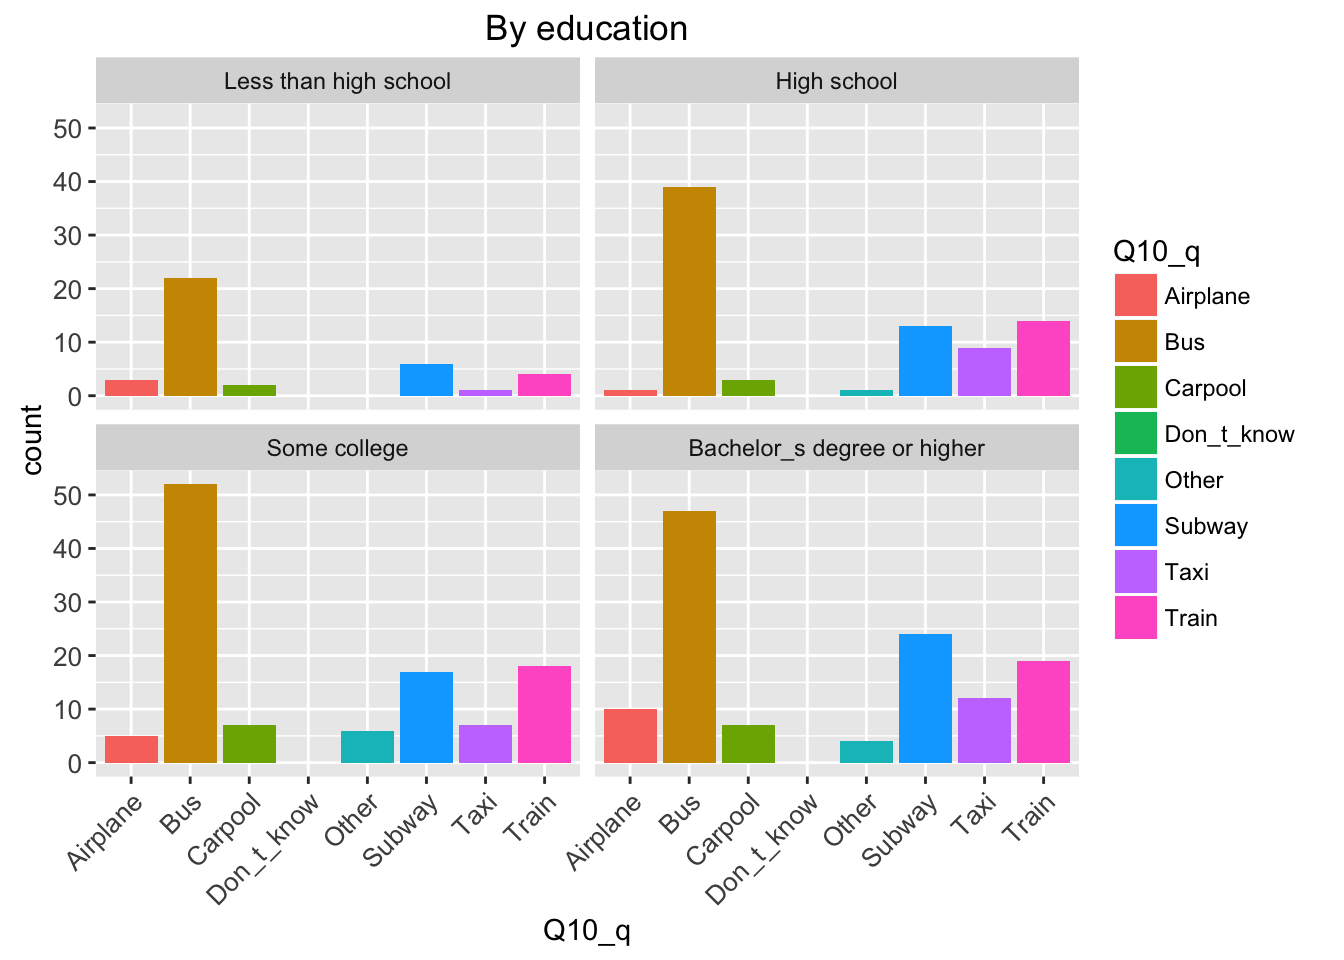 By education
Less than high school
High school
50
40
30
20
10
0
Some college
Bachelor_s degree or higher
50
40
30
20
10
0
count
Airplane
Bus
Carpool
Don_t_know
Other
Subway
Taxi
Train
Airplane
Bus
Carpool
Don_t_know
Other
Subway
Taxi
Train
Q10_q
Q10_q
Airplane
Bus
Carpool
Don_t_know
Other
Subway
Taxi
Train